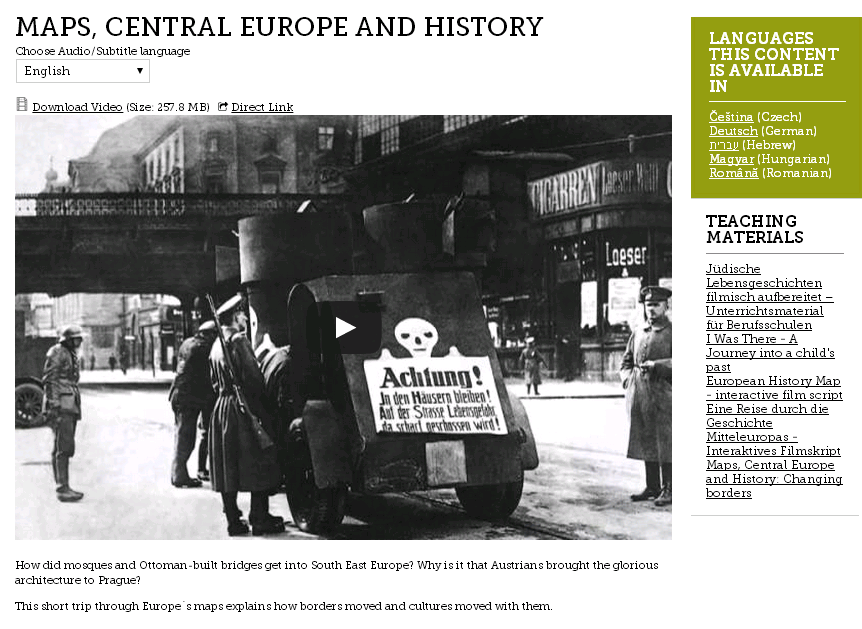 MAPS, CENTRAL EUROPE AND HISTORY
Choose Audio/Subtitle language
English
Download Video (Size: 257.8 MB) Direct Link
CIGARREN Loeser & Wolff
Loeser
Achtung!
In den Häusern bleiben!
Auf der Strasse Lebensgefahr,
da scharf geschossen wird!
How did mosques and Ottoman-built bridges get into South East Europe? Why is it that Austrians brought the glorious
architecture to Prague?
This short trip through Europe´s maps explains how borders moved and cultures moved with them.
LANGUAGES
THIS CONTENT
IS AVAILABLE
IN
Čeština (Czech)
Deutsch (German)
עברית (Hebrew)
Magyar (Hungarian)
Română (Romanian)
TEACHING
MATERIALS
Jüdische
Lebensgeschichten
filmisch aufbereitet –
Unterrichtsmaterial
für Berufsschulen
I Was There - A
Journey into a child's
past
European History Map
- interactive film script
Eine Reise durch die
Geschichte
Mitteleuropas -
Interaktives Filmskript
Maps, Central Europe
and History: Changing
borders